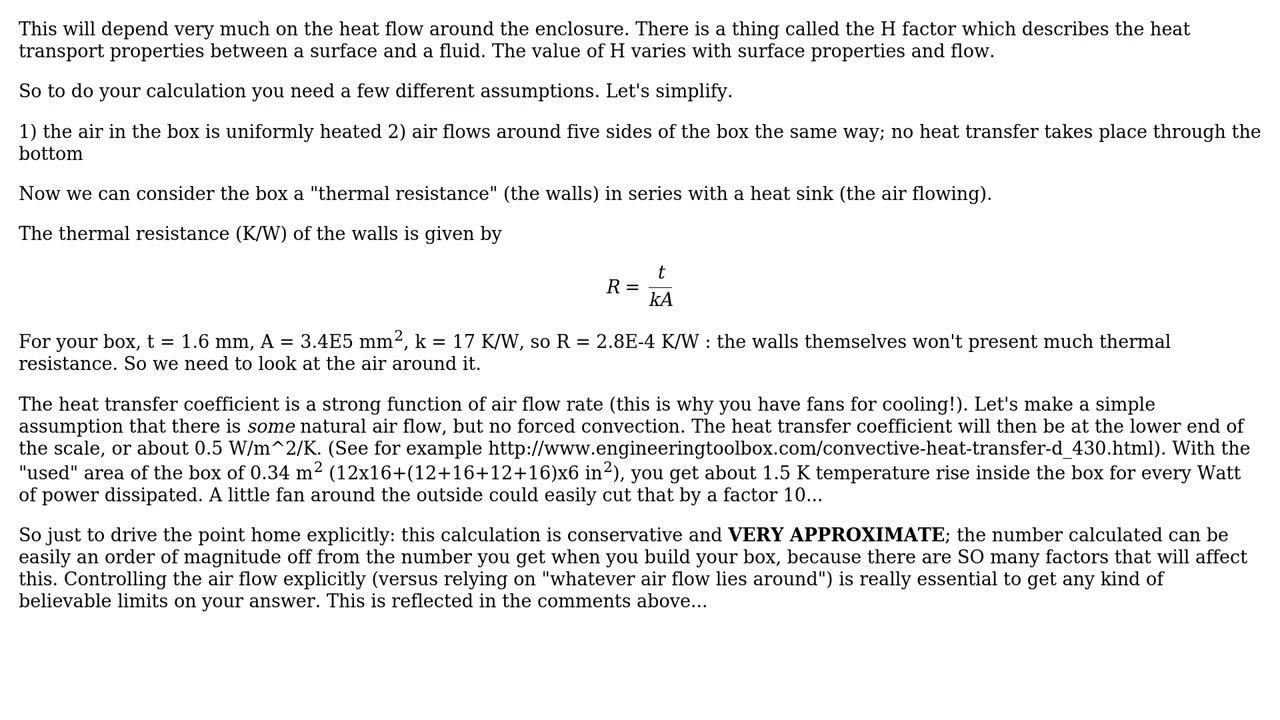 This will depend very much on the heat flow around the enclosure. There is a thing called the H factor which describes the heat
transport properties between a surface and a fluid. The value of H varies with surface properties and flow.
So to do your calculation you need a few different assumptions. Let's simplify.
1) the air in the box is uniformly heated 2) air flows around five sides of the box the same way; no heat transfer takes place through the
bottom
Now we can consider the box a "thermal resistance" (the walls) in series with a heat sink (the air flowing).
The thermal resistance (K/W) of the walls is given by
R = t/kA
For your box, t = 1.6 mm, A = 3.4E5 mm², k = 17 K/W, so R = 2.8E-4 K/W : the walls themselves won't present much thermal
resistance. So we need to look at the air around it.
The heat transfer coefficient is a strong function of air flow rate (this is why you have fans for cooling!). Let's make a simple
assumption that there is some natural air flow, but no forced convection. The heat transfer coefficient will then be at the lower end of
the scale, or about 0.5 W/m^2/K. (See for example http://www.engineeringtoolbox.com/convective-heat-transfer-d_430.html). With the
"used" area of the box of 0.34 m² (12x16+(12+16+12+16)x6 in²), you get about 1.5 K temperature rise inside the box for every Watt
of power dissipated. A little fan around the outside could easily cut that by a factor 10...
So just to drive the point home explicitly: this calculation is conservative and VERY APPROXIMATE; the number calculated can be
easily an order of magnitude off from the number you get when you build your box, because there are SO many factors that will affect
this. Controlling the air flow explicitly (versus relying on "whatever air flow lies around") is really essential to get any kind of
believable limits on your answer. This is reflected in the comments above...